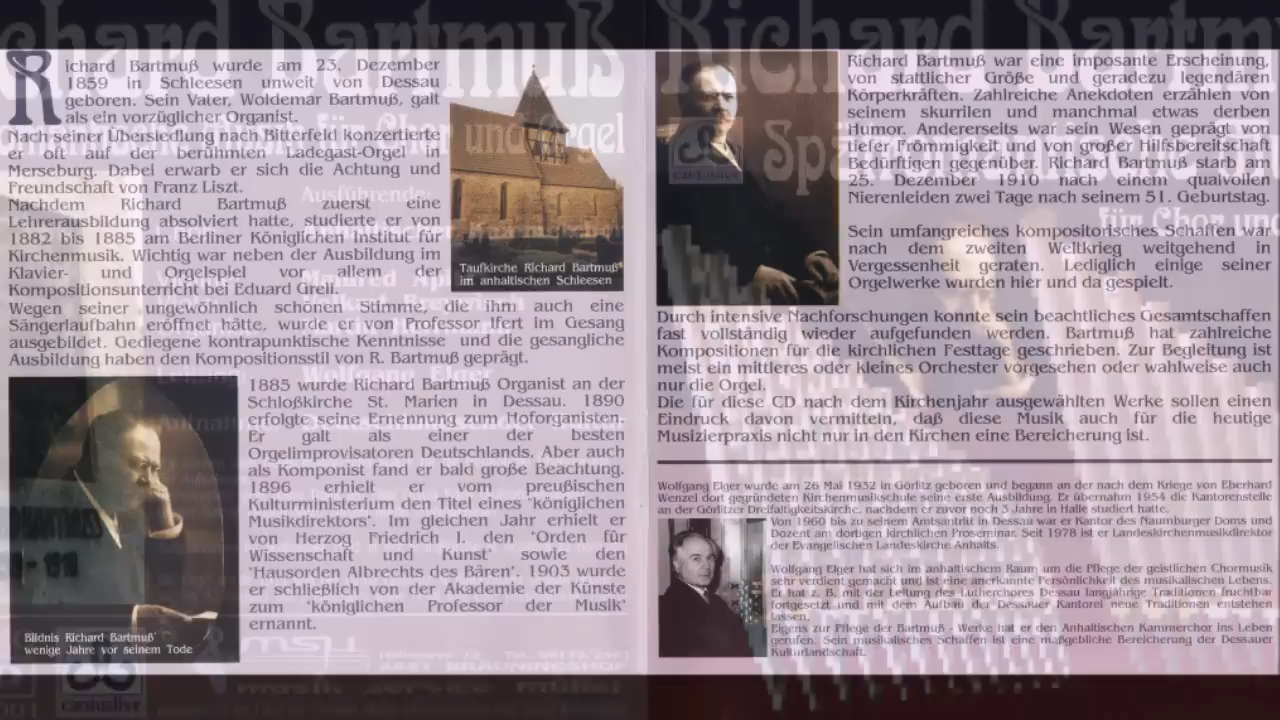 Richard Bartmuß wurde am 23. Dezember
1859 in Schleesen unweit von Dessau
geboren. Sein Vater, Woldemar Bartmuß, galt
als ein vorzüglicher Organist.
Nach seiner Übersiedlung nach Bitterfeld konzertierte
er oft auf der berühmten Ladegast-Orgel in
Merseburg. Dabei erwarb er sich die Achtung und
Freundschaft von Franz Liszt.
Nachdem Richard Bartmuß zuerst eine
Lehrerausbildung absolviert hatte, studierte er von
1882 bis 1885 am Berliner Königlichen Institut für
Kirchenmusik. Wichtig war neben der Ausbildung im
Klavier- und Orgelspiel vor allem der
Kompositionsunterricht bei Eduard Grell.
Wegen seiner ungewöhnlich schönen Stimme, die ihm auch eine
Sängerlaufbahn eröffnet hätte, wurde er von Professor Ifert im Gesang
ausgebildet. Gediegene kontrapunktische Kenntnisse und die gesangliche
Ausbildung haben den Kompositionsstil von R. Bartmuß geprägt.
Taufkirche Richard Bartmuß'
im anhaltischen Schleesen
1885 wurde Richard Bartmuß Organist an der
Schloßkirche St. Marien in Dessau. 1890
erfolgte seine Ernennung zum Hoforganisten.
Er galt als einer der besten
Orgelimprovisatoren Deutschlands. Aber auch
als Komponist fand er bald große Beachtung.
1896 erhielt er vom preußischen
Kulturministerium den Titel eines "königlichen
Musikdirektors". Im gleichen Jahr erhielt er
von Herzog Friedrich I. den "Orden für
Wissenschaft und Kunst" sowie den
"Hausorden Albrechts des Bären". 1903 wurde
er schließlich von der Akademie der Künste
zum "königlichen Professor der Musik"
ernannt.
Bildnis Richard Bartmuß'
wenige Jahre vor seinem Tode
Richard Bartmuß war eine imposante Erscheinung,
von stattlicher Größe und geradezu legendären
Körperkräften. Zahlreiche Anekdoten erzählen von
seinem skurrilen und manchmal etwas derben
Humor. Andererseits war sein Wesen geprägt von
tiefer Frömmigkeit und von großer Hilfsbereitschaft
Bedürftigen gegenüber. Richard Bartmuß starb am
25. Dezember 1910 nach einem qualvollen
Nierenleiden zwei Tage nach seinem 51. Geburtstag.
Sein umfangreiches kompositorisches Schaffen war
nach dem zweiten Weltkrieg weitgehend in
Vergessenheit geraten. Lediglich einige seiner
Orgelwerke wurden hier und da gespielt.
Durch intensive Nachforschungen konnte sein beachtliches Gesamtschaffen
fast vollständig wieder aufgefunden werden. Bartmuß hat zahlreiche
Kompositionen für die kirchlichen Festtage geschrieben. Zur Begleitung ist
meist ein mittleres oder kleines Orchester vorgesehen oder wahlweise auch
nur die Orgel.
Die für diese CD nach dem Kirchenjahr ausgewählten Werke sollen einen
Eindruck davon vermitteln, daß diese Musik auch für die heutige
Musizierpraxis nicht nur in den Kirchen eine Bereicherung ist.
Wolfgang Elger wurde am 26 Mai 1932 in Görlitz geboren und begann an der nach dem Kriege von Eberhard
Wenzel dort gegründeten Kirchenmusikschule seine erste Ausbildung. Er übernahm 1954 die Kantorenstelle
an der Görlitzer Dreifaltigkeitskirche, nachdem er zuvor noch 3 Jahre in Halle studiert hatte.
Von 1960 bis zu seinem Amtsantritt in Dessau war er Kantor des Naumburger Doms und
Dozent am dortigen kirchlichen Proseminar. Seit 1978 ist er Landeskirchenmusikdirektor
der Evangelischen Landeskirche Anhalts.
Wolfgang Elger hat sich im anhaltischem Raum um die Pflege der geistlichen Chormusik
sehr verdient gemacht und ist eine anerkannte Persönlichkeit des musikalischen Lebens.
Er hat z. B. mit der Leitung des Lutherchores Dessau langjährige Traditionen fruchtbar
fortgesetzt und mit dem Aufbau der Dessauer Kantorei neue Traditionen entstehen
lassen.
Eigens zur Pflege der Bartmuß - Werke hat er den Anhaltischen Kammerchor ins Leben
gerufen. Sein musikalisches Schaffen ist eine maßgebliche Bereicherung der Dessauer
Kulturlandschaft.
Richard Bartmuß
Richard Bartmuß
für Chor und Orgel
für Chor und
Ausführende
Wolfgang Elger
cantuslive
cantuslive